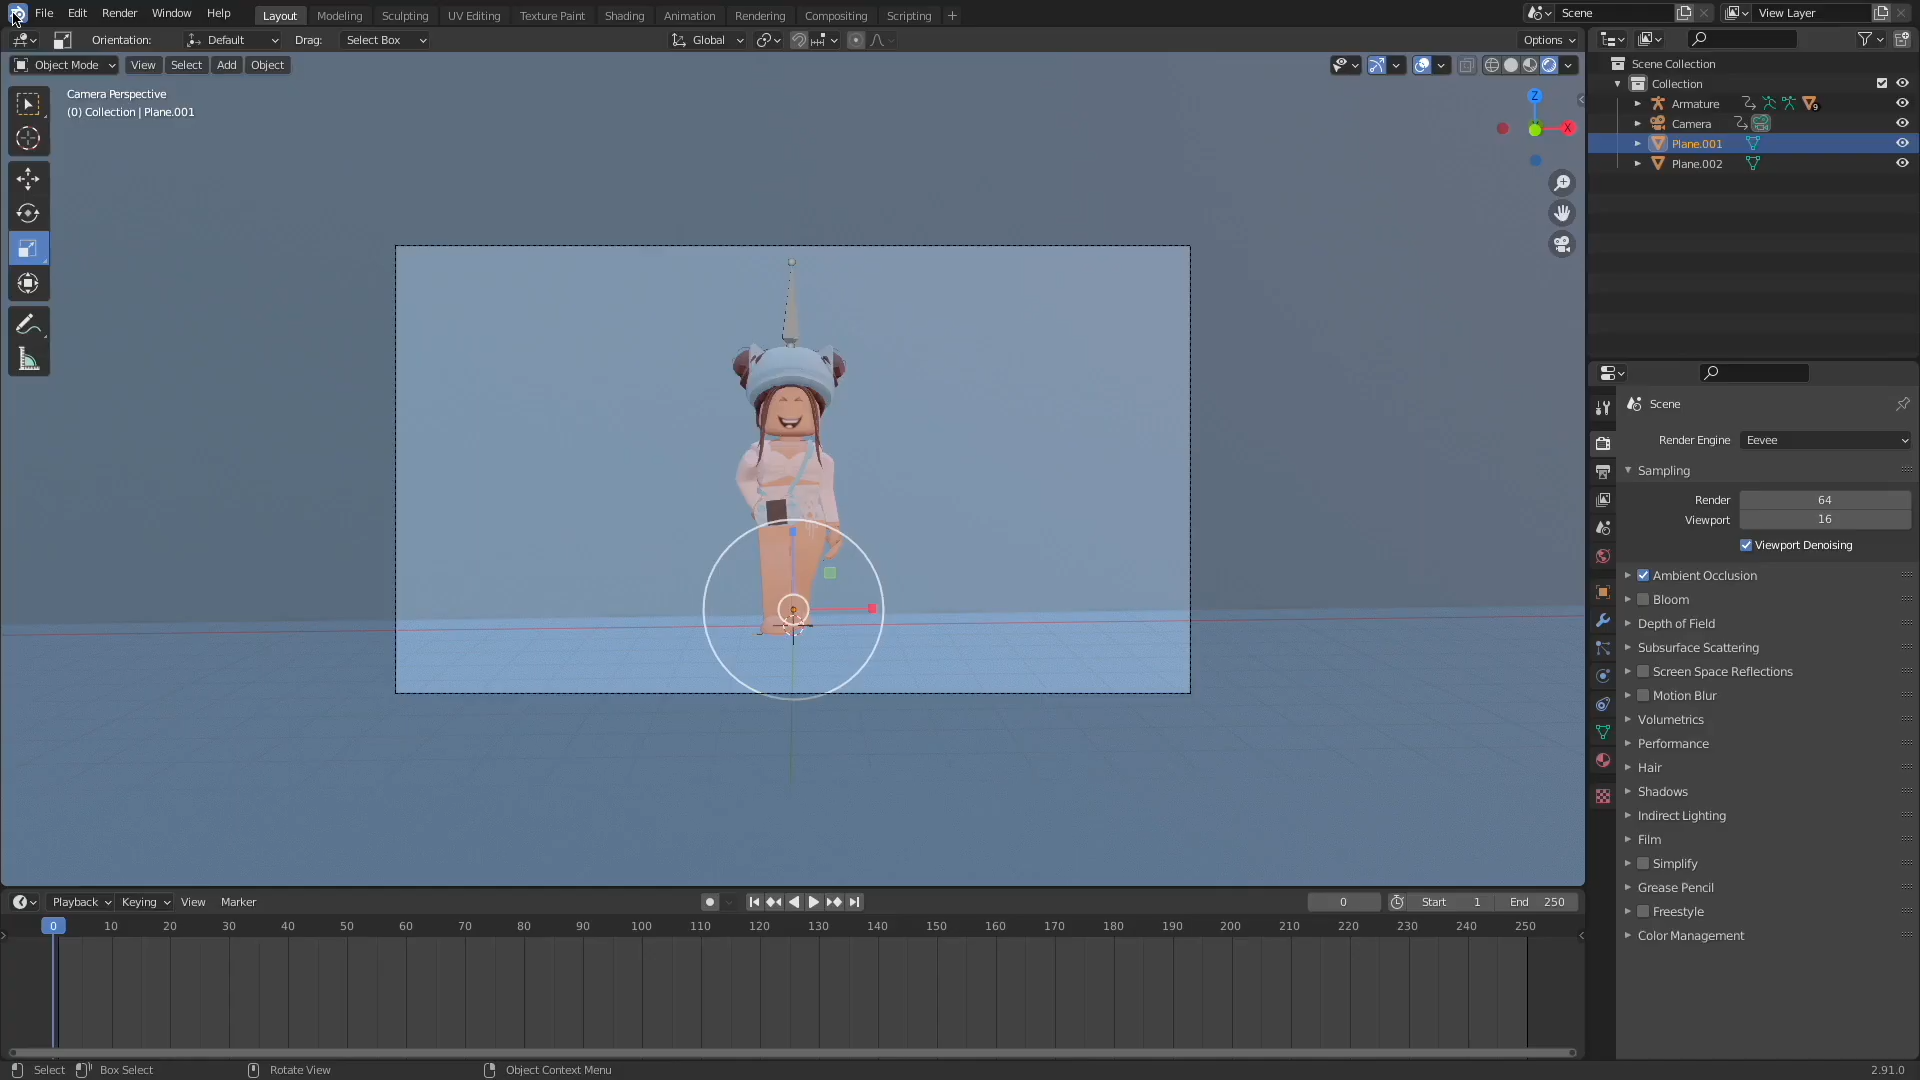 File Edit Render Window Help Layout Modeling Sculpting UV Editing Texture Paint Shading Animation Rendering Compositing Scripting + Scene View Layer
Orientation: Default Drag: Select Box Global Options
Object Mode View Select Add Object
Camera Perspective
(0) Collection | Plane.001
Z
X
Scene Collection
Collection
Armature 9
Camera
Plane.001
Plane.002
Scene
Render Engine Eevee
Sampling
Render 64
Viewport 16
Viewport Denoising
Ambient Occlusion
Bloom
Depth of Field
Subsurface Scattering
Screen Space Reflections
Motion Blur
Volumetrics
Performance
Hair
Shadows
Indirect Lighting
Film
Simplify
Grease Pencil
Freestyle
Color Management
Playback Keying View Marker 0 Start 1 End 250
0 10 20 30 40 50 60 70 80 90 100 110 120 130 140 150 160 170 180 190 200 210 220 230 240 250
Select Box Select Rotate View Object Context Menu 2.91.0